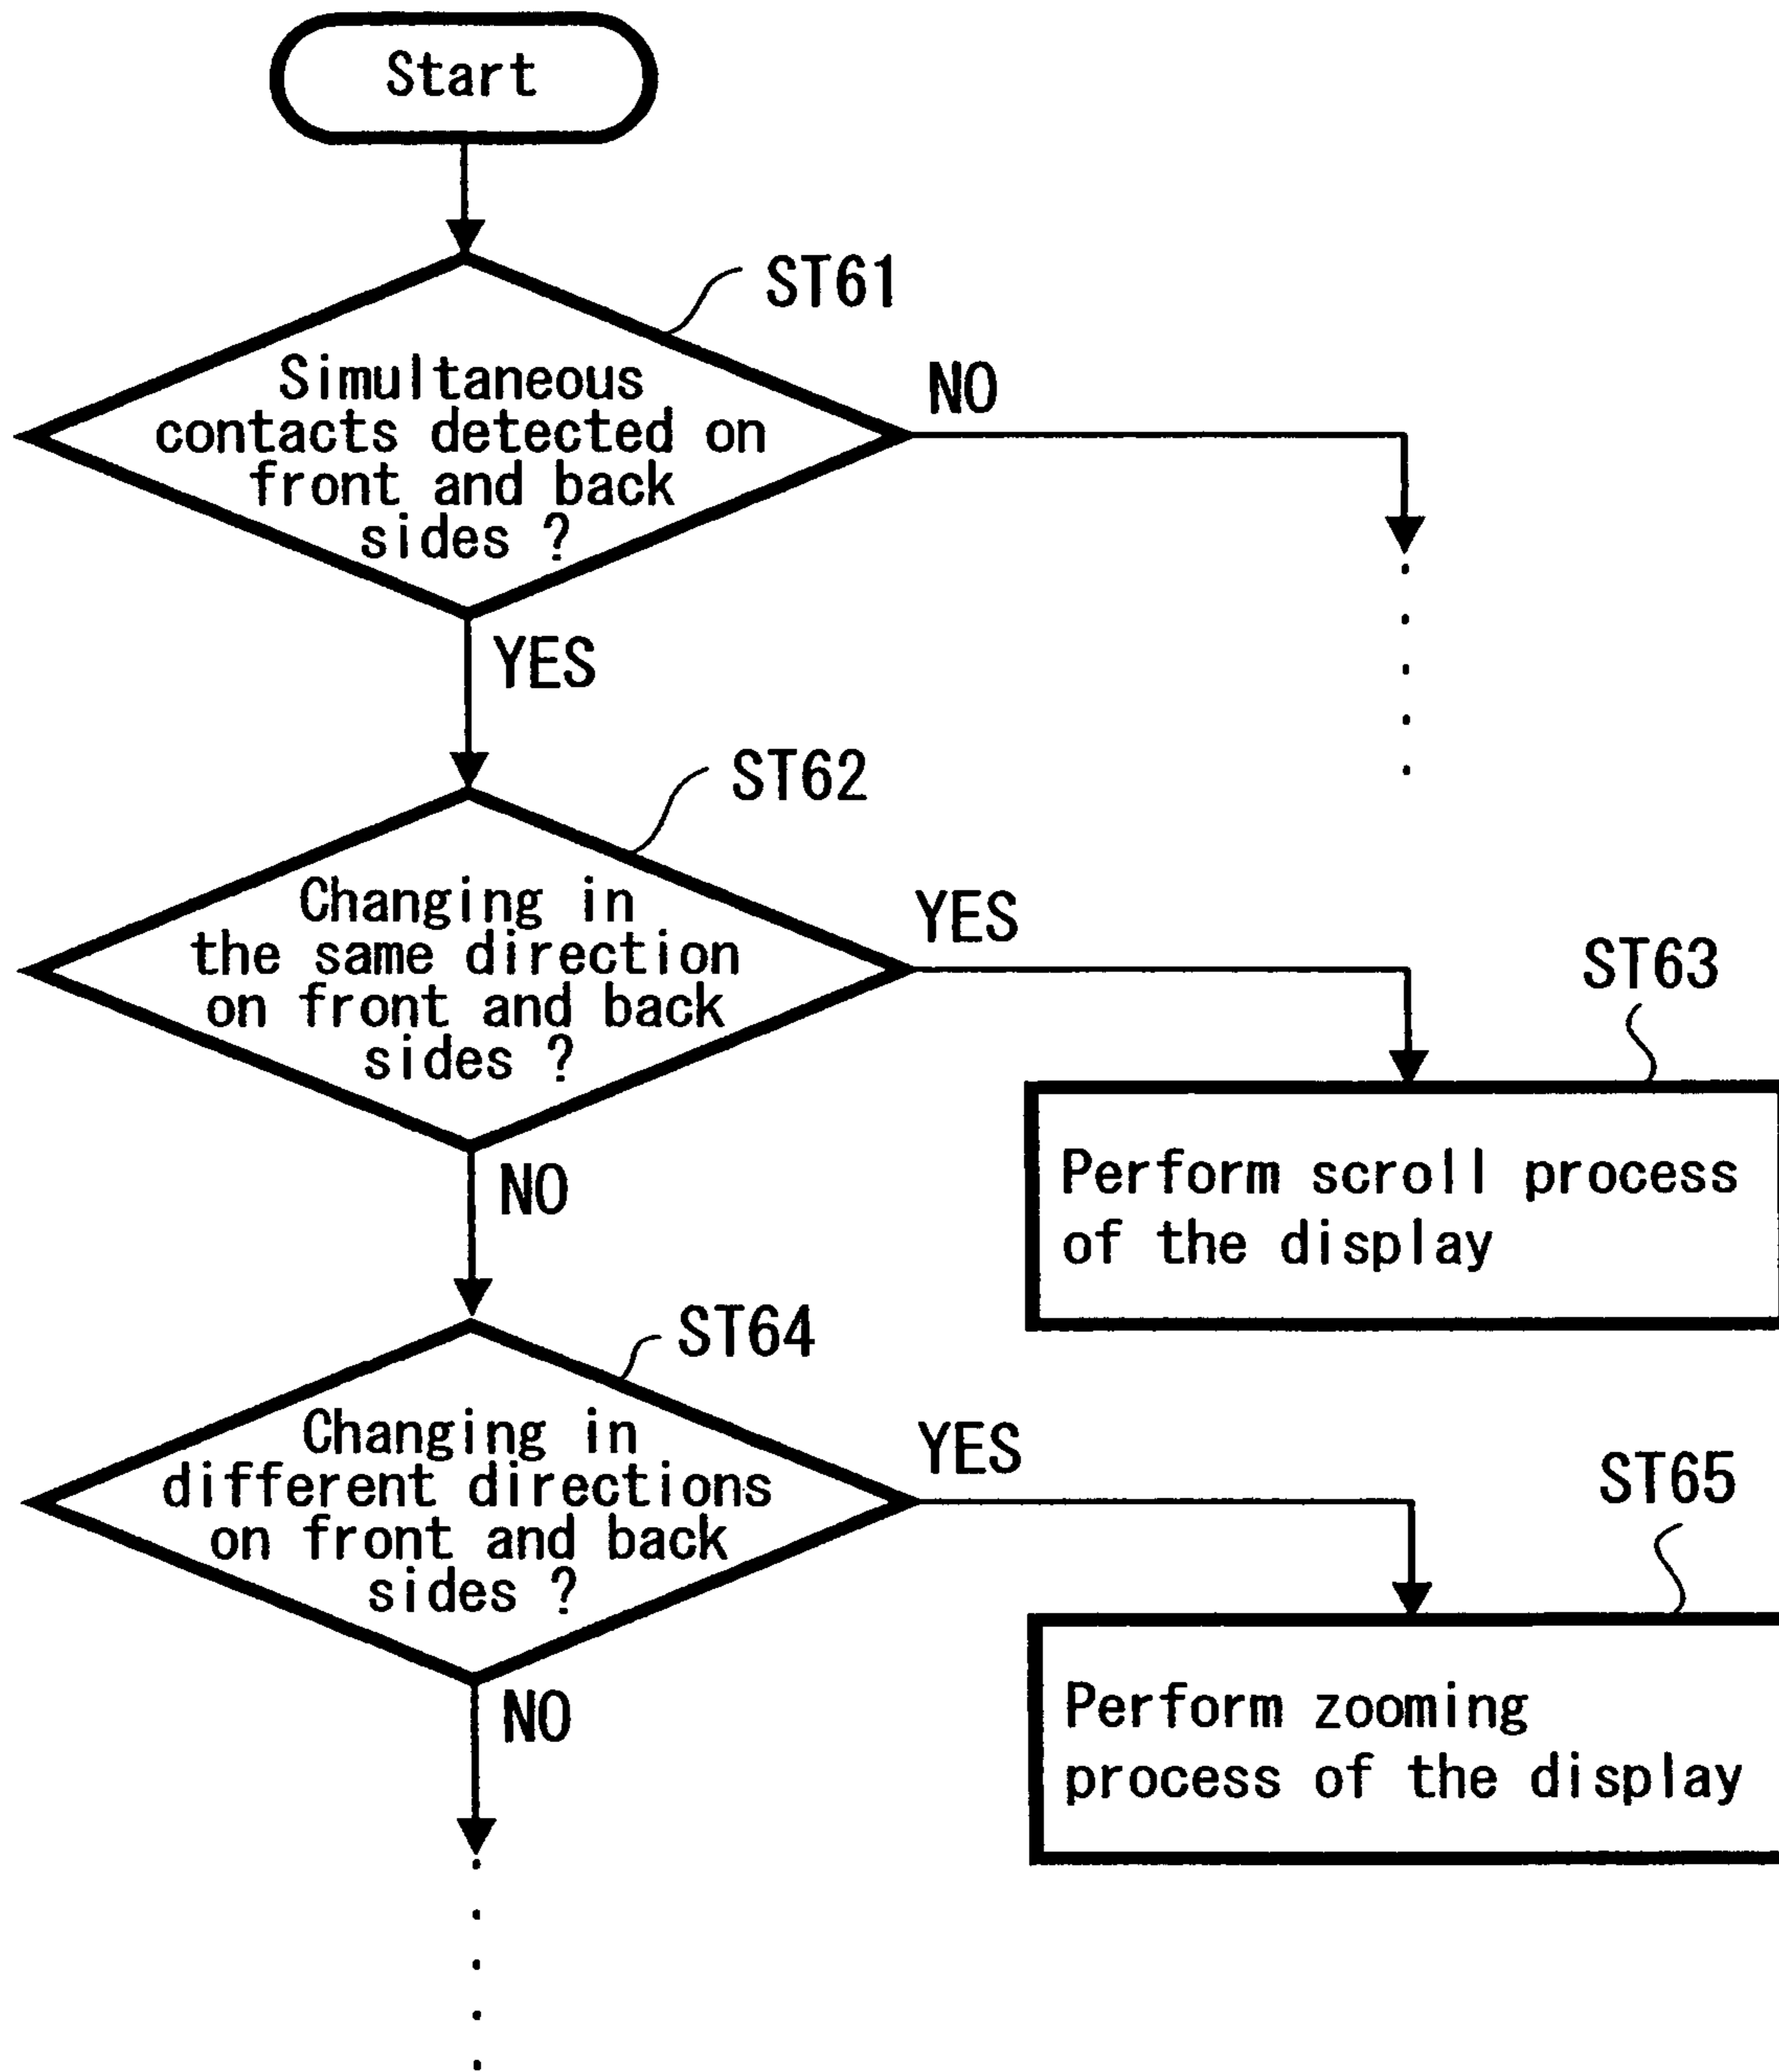 Start
ST61
Simultaneous
contacts detected on
front and back
sides ?
NO
YES
ST62
Changing in
the same direction
on front and back
sides ?
YES
ST63
Perform scroll process
of the display
NO
ST64
Changing in
different directions
on front and back
sides ?
YES
ST65
Perform zooming
process of the display
NO